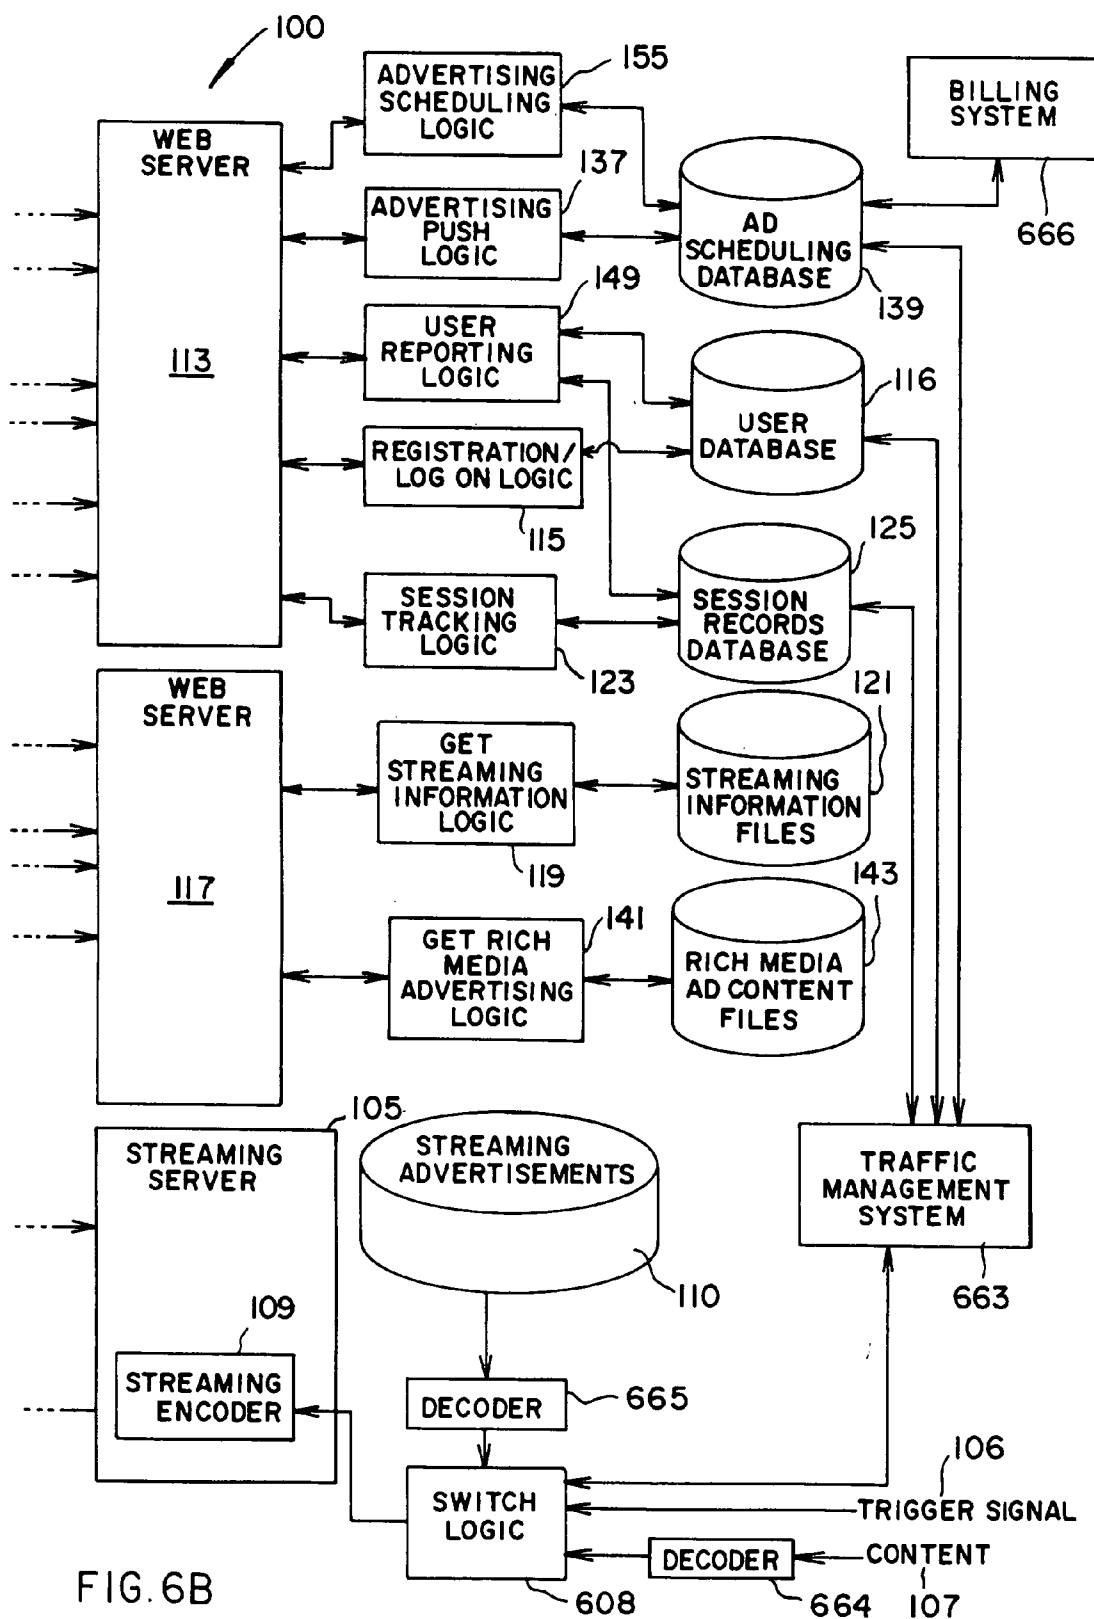 100
ADVERTISING
SCHEDULING
LOGIC
155
BILLING
SYSTEM
666
WEB
SERVER
113
ADVERTISING
PUSH
LOGIC
137
AD
SCHEDULING
DATABASE
139
USER
REPORTING
LOGIC
149
USER
DATABASE
116
REGISTRATION/
LOG ON LOGIC
115
SESSION
TRACKING
LOGIC
123
SESSION
RECORDS
DATABASE
125
WEB
SERVER
117
GET
STREAMING
INFORMATION
LOGIC
119
STREAMING
INFORMATION
FILES
121
GET RICH
MEDIA
ADVERTISING
LOGIC
141
RICH MEDIA
AD CONTENT
FILES
143
105
STREAMING
SERVER
STREAMING
ADVERTISEMENTS
110
TRAFFIC
MANAGEMENT
SYSTEM
663
109
STREAMING
ENCODER
DECODER
665
SWITCH
LOGIC
608
106
TRIGGER SIGNAL
DECODER
664
CONTENT
107
FIG.6B